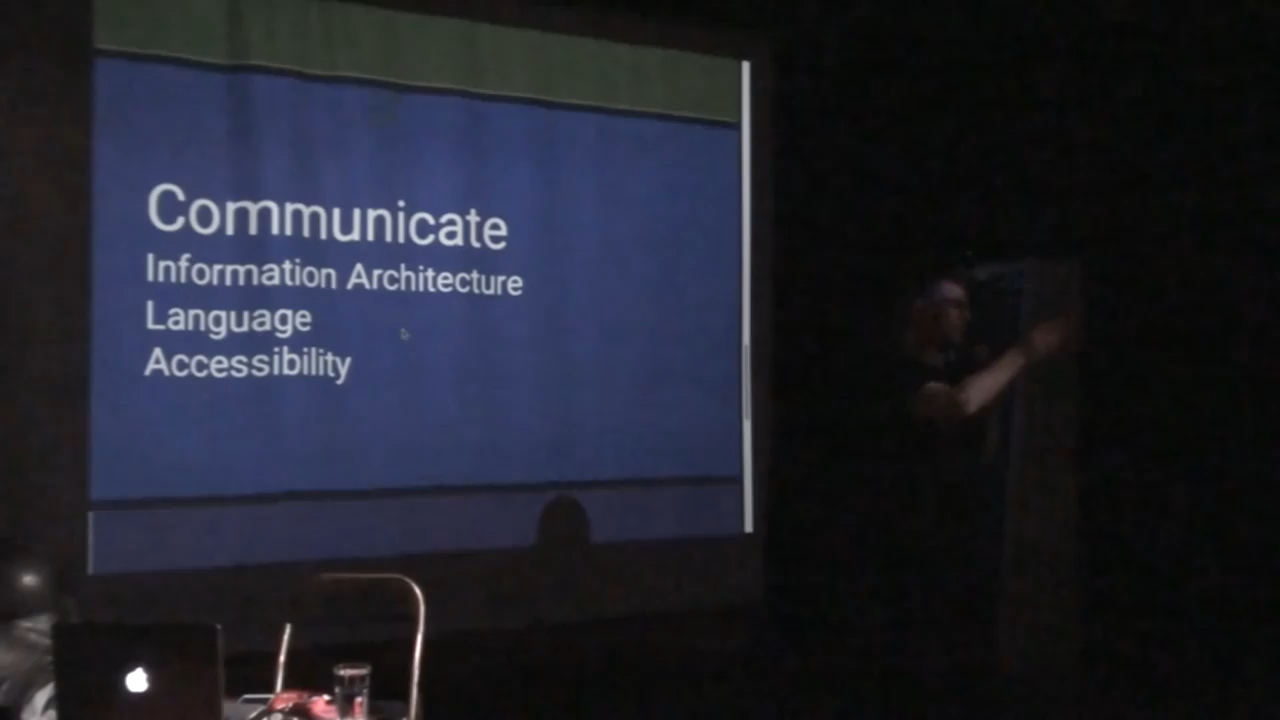 Communicate
Information Architecture
Language
Accessibility